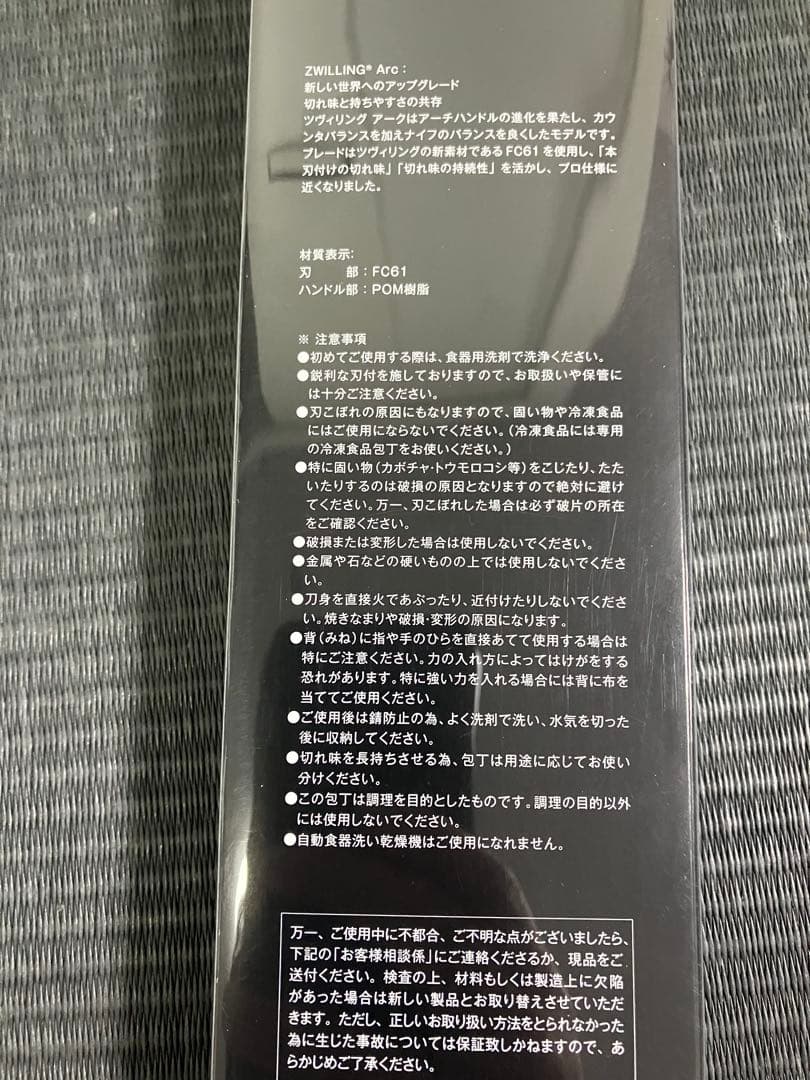 ZWILLING® Arc：
新しい世界へのアップグレード
切れ味と持ちやすさの共存
ツヴィリング アークはアーチハンドルの進化を果たし、カウ
ンタバランスを加えナイフのバランスを良くしたモデルです。
ブレードはツヴィリングの新素材であるFC61を使用し、「本
刃付けの切れ味」「切れ味の持続性」を活かし、プロ仕様に
近くなりました。
材質表示：
刃　　部：FC61
ハンドル部：POM樹脂
※ 注意事項
●初めてご使用する際は、食器用洗剤で洗浄ください。
●鋭利な刃付を施しておりますので、お取扱いや保管に
は十分ご注意ください。
●刃こぼれの原因にもなりますので、固い物や冷凍食品
にはご使用にならないでください。（冷凍食品には専用
の冷凍食品包丁をお使いください。）
●特に固い物（カボチャ・トウモロコシ等）をこじたり、たた
いたりするのは破損の原因となりますので絶対に避け
てください。万一、刃こぼれした場合は必ず破片の所在
をご確認ください。
●破損または変形した場合は使用しないでください。
●金属や石などの硬いものの上では使用しないでくださ
い。
●刀身を直接火であぶったり、近付けたりしないでくださ
い。焼きなまりや破損・変形の原因になります。
●背（みね）に指や手のひらを直接あてて使用する場合は
特にご注意ください。力の入れ方によってはけがをする
恐れがあります。特に強い力を入れる場合には背に布を
当ててご使用ください。
●ご使用後は錆防止の為、よく洗剤で洗い、水気を切った
後に収納してください。
●切れ味を長持ちさせる為、包丁は用途に応じてお使い
分けください。
●この包丁は調理を目的としたものです。調理の目的以外
には使用しないでください。
●自動食器洗い乾燥機はご使用になれません。
万一、ご使用中に不都合、ご不明な点がございましたら、
下記の「お客様相談係」にご連絡くださるか、現品をご
送付ください。検査の上、材料もしくは製造上に欠陥
があった場合は新しい製品とお取り替えさせていただ
きます。ただし、正しいお取り扱い方法をとられなかった
為に生じた事故については保証致しかねますので、あ
らかじめご了承ください。